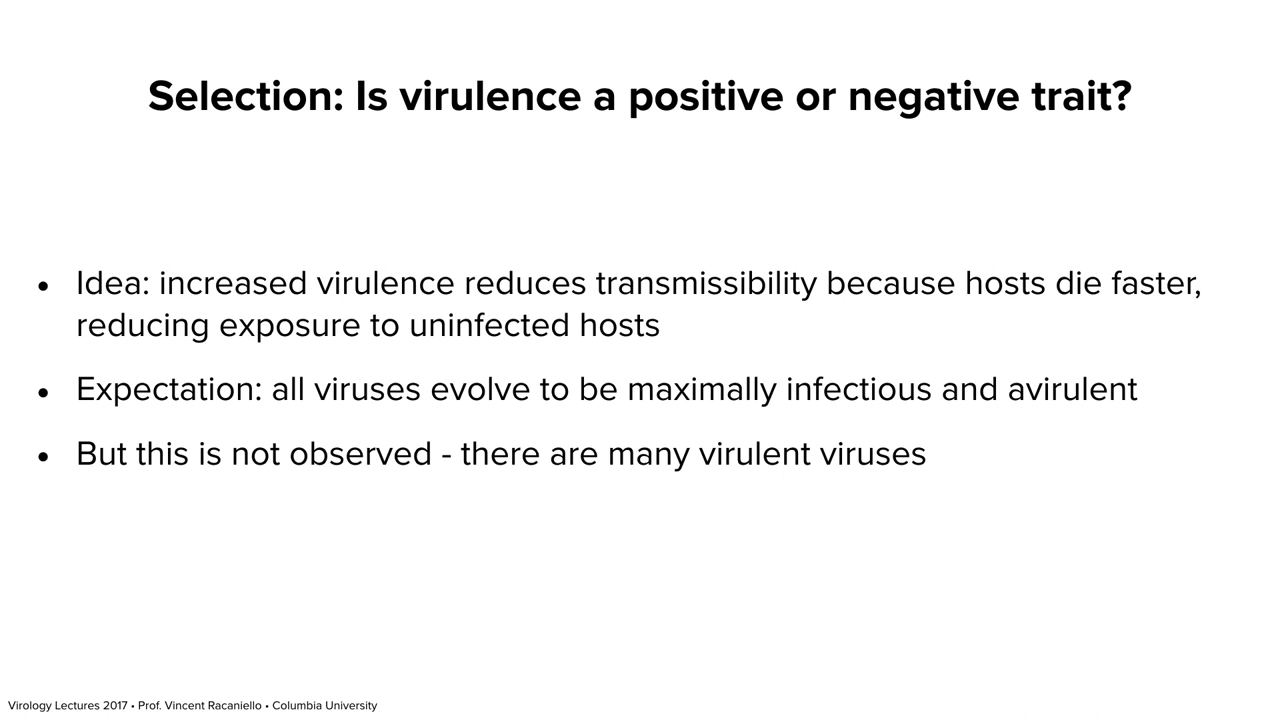 Selection: Is virulence a positive or negative trait?
• Idea: increased virulence reduces transmissibility because hosts die faster,
reducing exposure to uninfected hosts
• Expectation: all viruses evolve to be maximally infectious and avirulent
• But this is not observed - there are many virulent viruses
Virology Lectures 2017 • Prof. Vincent Racaniello • Columbia University